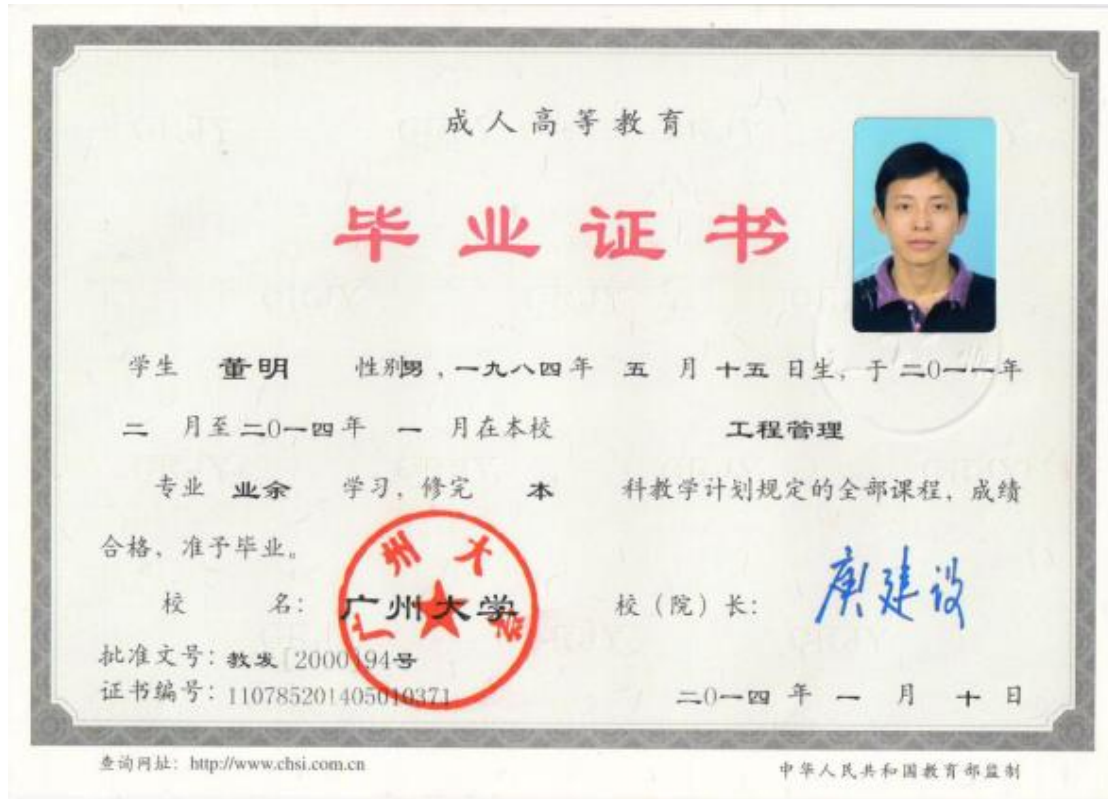 成人高等教育
毕业证书
学生 董明 性别男，一九八四年 五 月 十五 日生，于二0一一年
二 月至二0一四年 一 月在本校 工程管理
专业 业余 学习，修完 本 科教学计划规定的全部课程，成绩
合格，准予毕业。
校 名：广州大学 校（院）长：庾建设
广州大学
批准文号：教发[2000]94号
证书编号：110785201405010371
二0一四 年 一 月 十 日
查询网址：http://www.chsi.com.cn 中华人民共和国教育部监制